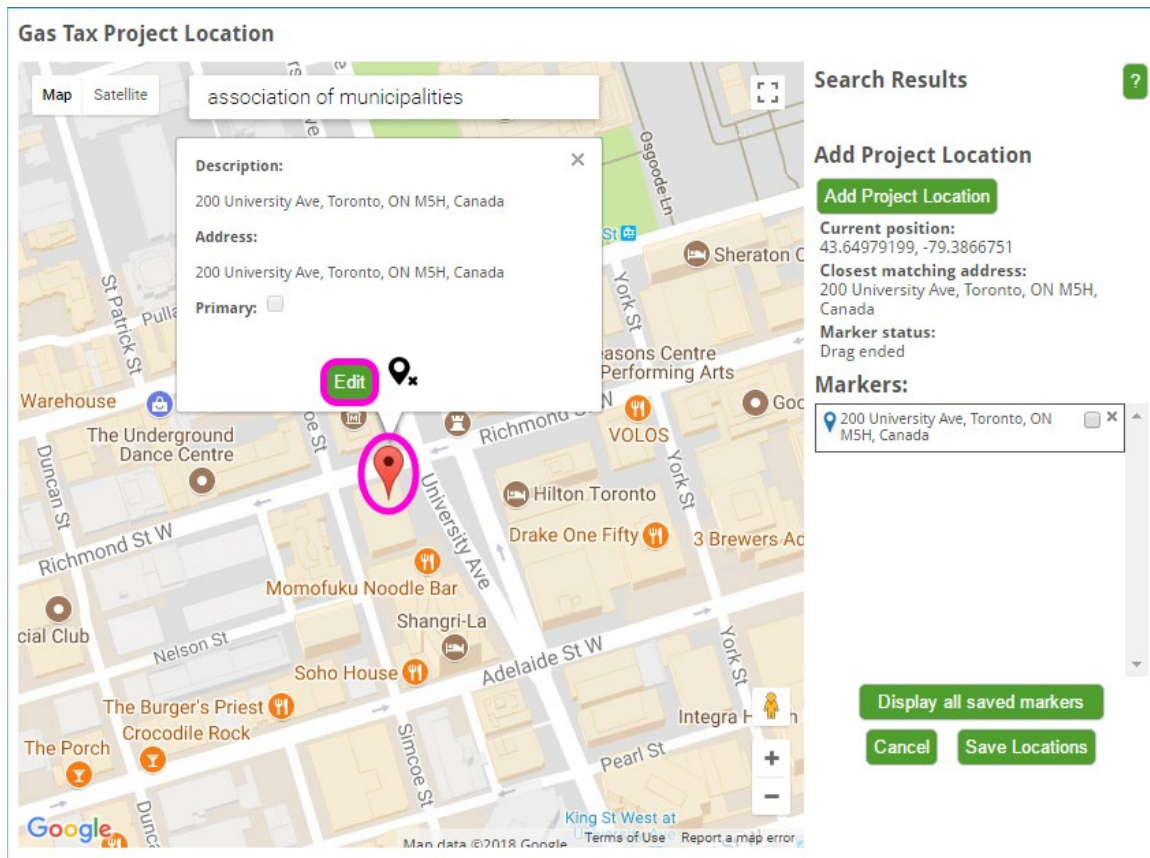 Gas Tax Project Location
Map
Satellite
association of municipalities
Search Results
?
Description:
200 University Ave, Toronto, ON M5H, Canada
Address:
200 University Ave, Toronto, ON M5H, Canada
Primary:
Edit
Add Project Location
Add Project Location
Current position:
43.64979199, -79.3866751
Closest matching address:
200 University Ave, Toronto, ON M5H,
Canada
Marker status:
Drag ended
Markers:
200 University Ave, Toronto, ON
M5H, Canada
Display all saved markers
Cancel
Save Locations
Osgoode Ln
St
Sheraton C
York St
St Patrick St
Pulla
easons Centre
Performing Arts
Warehouse
The Underground
Dance Centre
oe St
Richmond
N
VOLOS
Goo
Duncan St
York St
University Ave
Hilton Toronto
Drake One Fifty
3 Brewers Ad
Richmond St W
Momofuku Noodle Bar
cial Club
Shangri-La
Nelson St
Adelaide St W
Soho House
York St
The Burger's Priest
Crocodile Rock
Integra H
The Porch
Simcoe St
Pearl St
Dunca
King St West at
Google
Map data ©2018 Google
Terms of Use
Report a map error